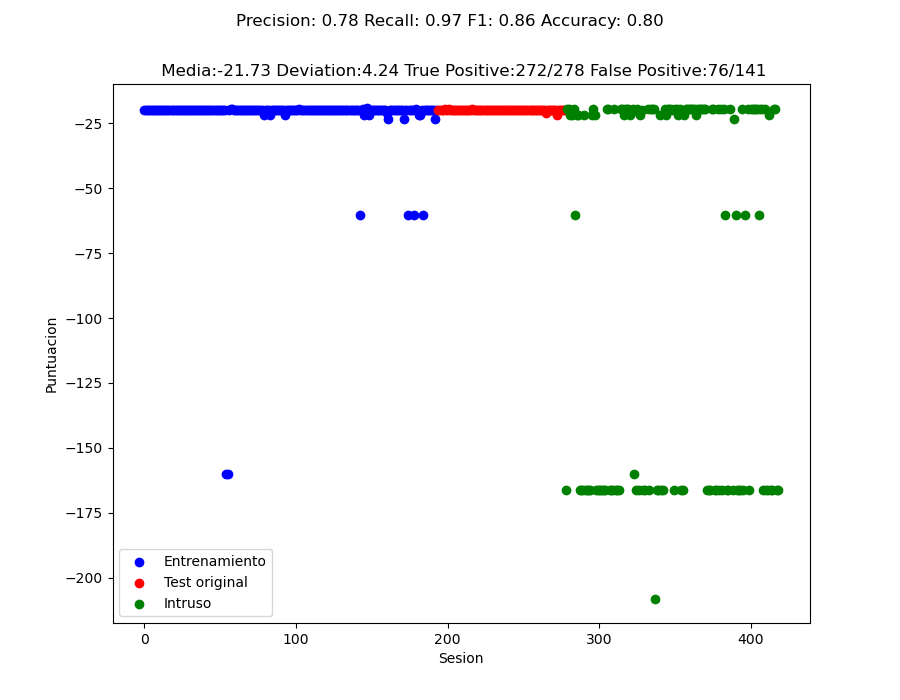 Precision: 0.78 Recall: 0.97 F1: 0.86 Accuracy: 0.80
Media:-21.73 Deviation:4.24 True Positive:272/278 False Positive:76/141
−25
−50
−75
−100
−125
−150
−175
−200
Puntuacion
Entrenamiento
Test original
Intruso
0
100
200
300
400
Sesion